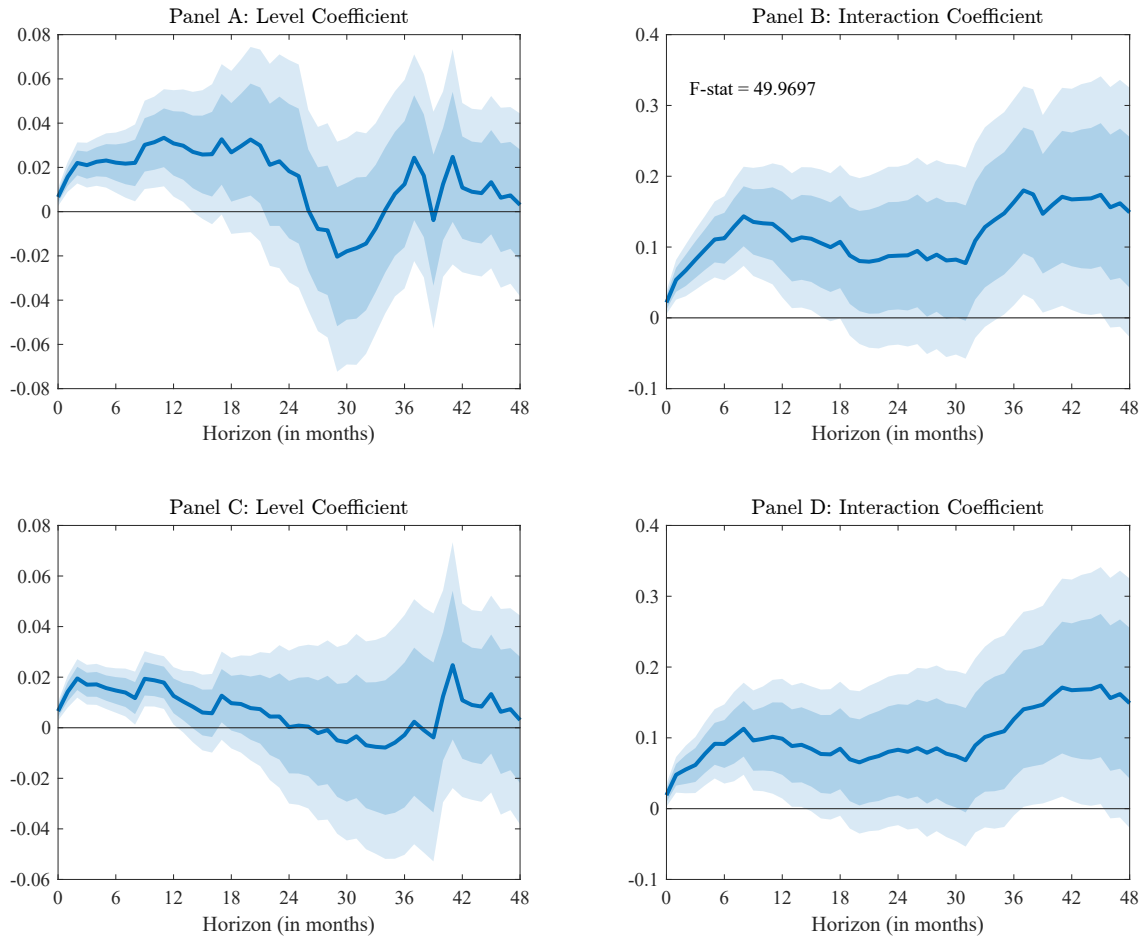 Panel A: Level Coefficient
0.08
0.06
0.04
0.02
0
-0.02
-0.04
-0.06
-0.08
0 6 12 18 24 30 36 42 48
Horizon (in months)
Panel B: Interaction Coefficient
F-stat = 49.9697
0.4
0.3
0.2
0.1
0
-0.1
0 6 12 18 24 30 36 42 48
Horizon (in months)
Panel C: Level Coefficient
0.08
0.06
0.04
0.02
0
-0.02
-0.04
-0.06
0 6 12 18 24 30 36 42 48
Horizon (in months)
Panel D: Interaction Coefficient
0.4
0.3
0.2
0.1
0
-0.1
0 6 12 18 24 30 36 42 48
Horizon (in months)